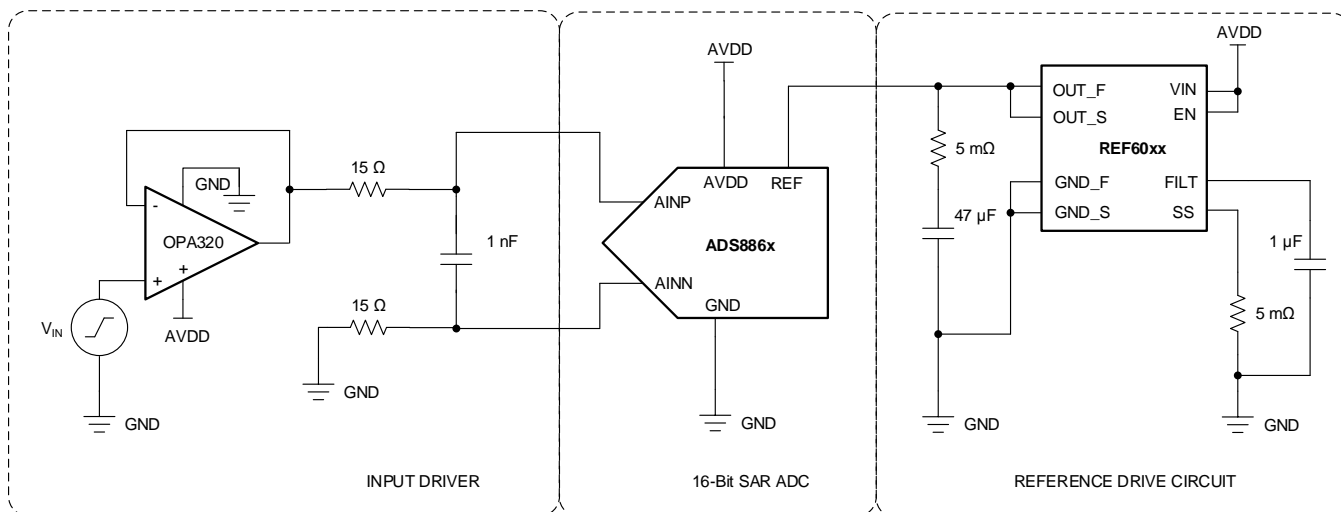 GND
-
OPA320
+
+
V_IN
AVDD
GND
15 Ω
1 nF
15 Ω
GND
INPUT DRIVER
AVDD
AVDD
REF
AINP
ADS886x
AINN
GND
GND
16-Bit SAR ADC
AVDD
OUT_F
VIN
OUT_S
EN
REF60xx
GND_F
FILT
GND_S
SS
5 mΩ
47 µF
1 µF
5 mΩ
GND
GND
REFERENCE DRIVE CIRCUIT